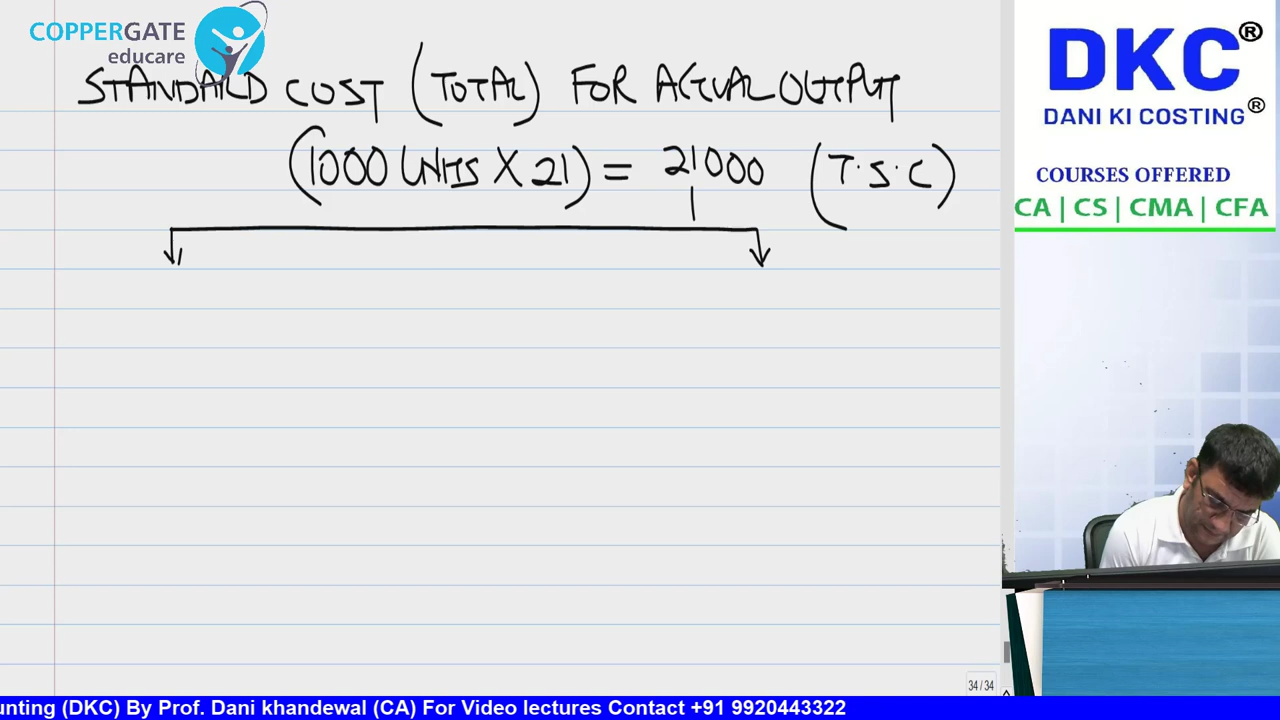 COPPERGATE
educare
STANDARD COST (TOTAL) FOR ACTUAL OUTPUT
(1000 UNITS X 21) = 21000 (T.S.C)
DKC®
DANI KI COSTING®
COURSES OFFERED
CA | CS | CMA | CFA
34 / 34
unting (DKC) By Prof. Dani khandewal (CA) For Video lectures Contact +91 9920443322